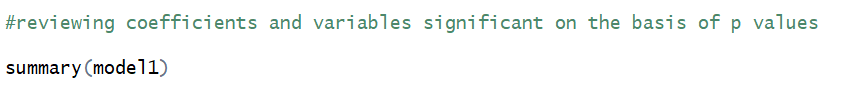 #reviewing coefficients and variables significant on the basis of p values
summary(model1)